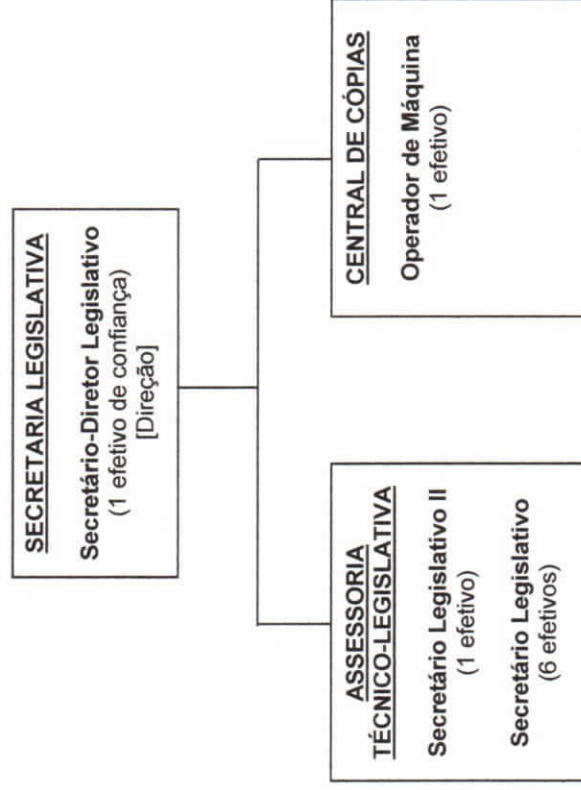 SECRETARIA LEGISLATIVA
Secretário-Diretor Legislativo
(1 efetivo de confiança)
[Direção]
ASSESSORIA
TÉCNICO-LEGISLATIVA
Secretário Legislativo II
(1 efetivo)
Secretário Legislativo
(6 efetivos)
CENTRAL DE CÓPIAS
Operador de Máquina
(1 efetivo)